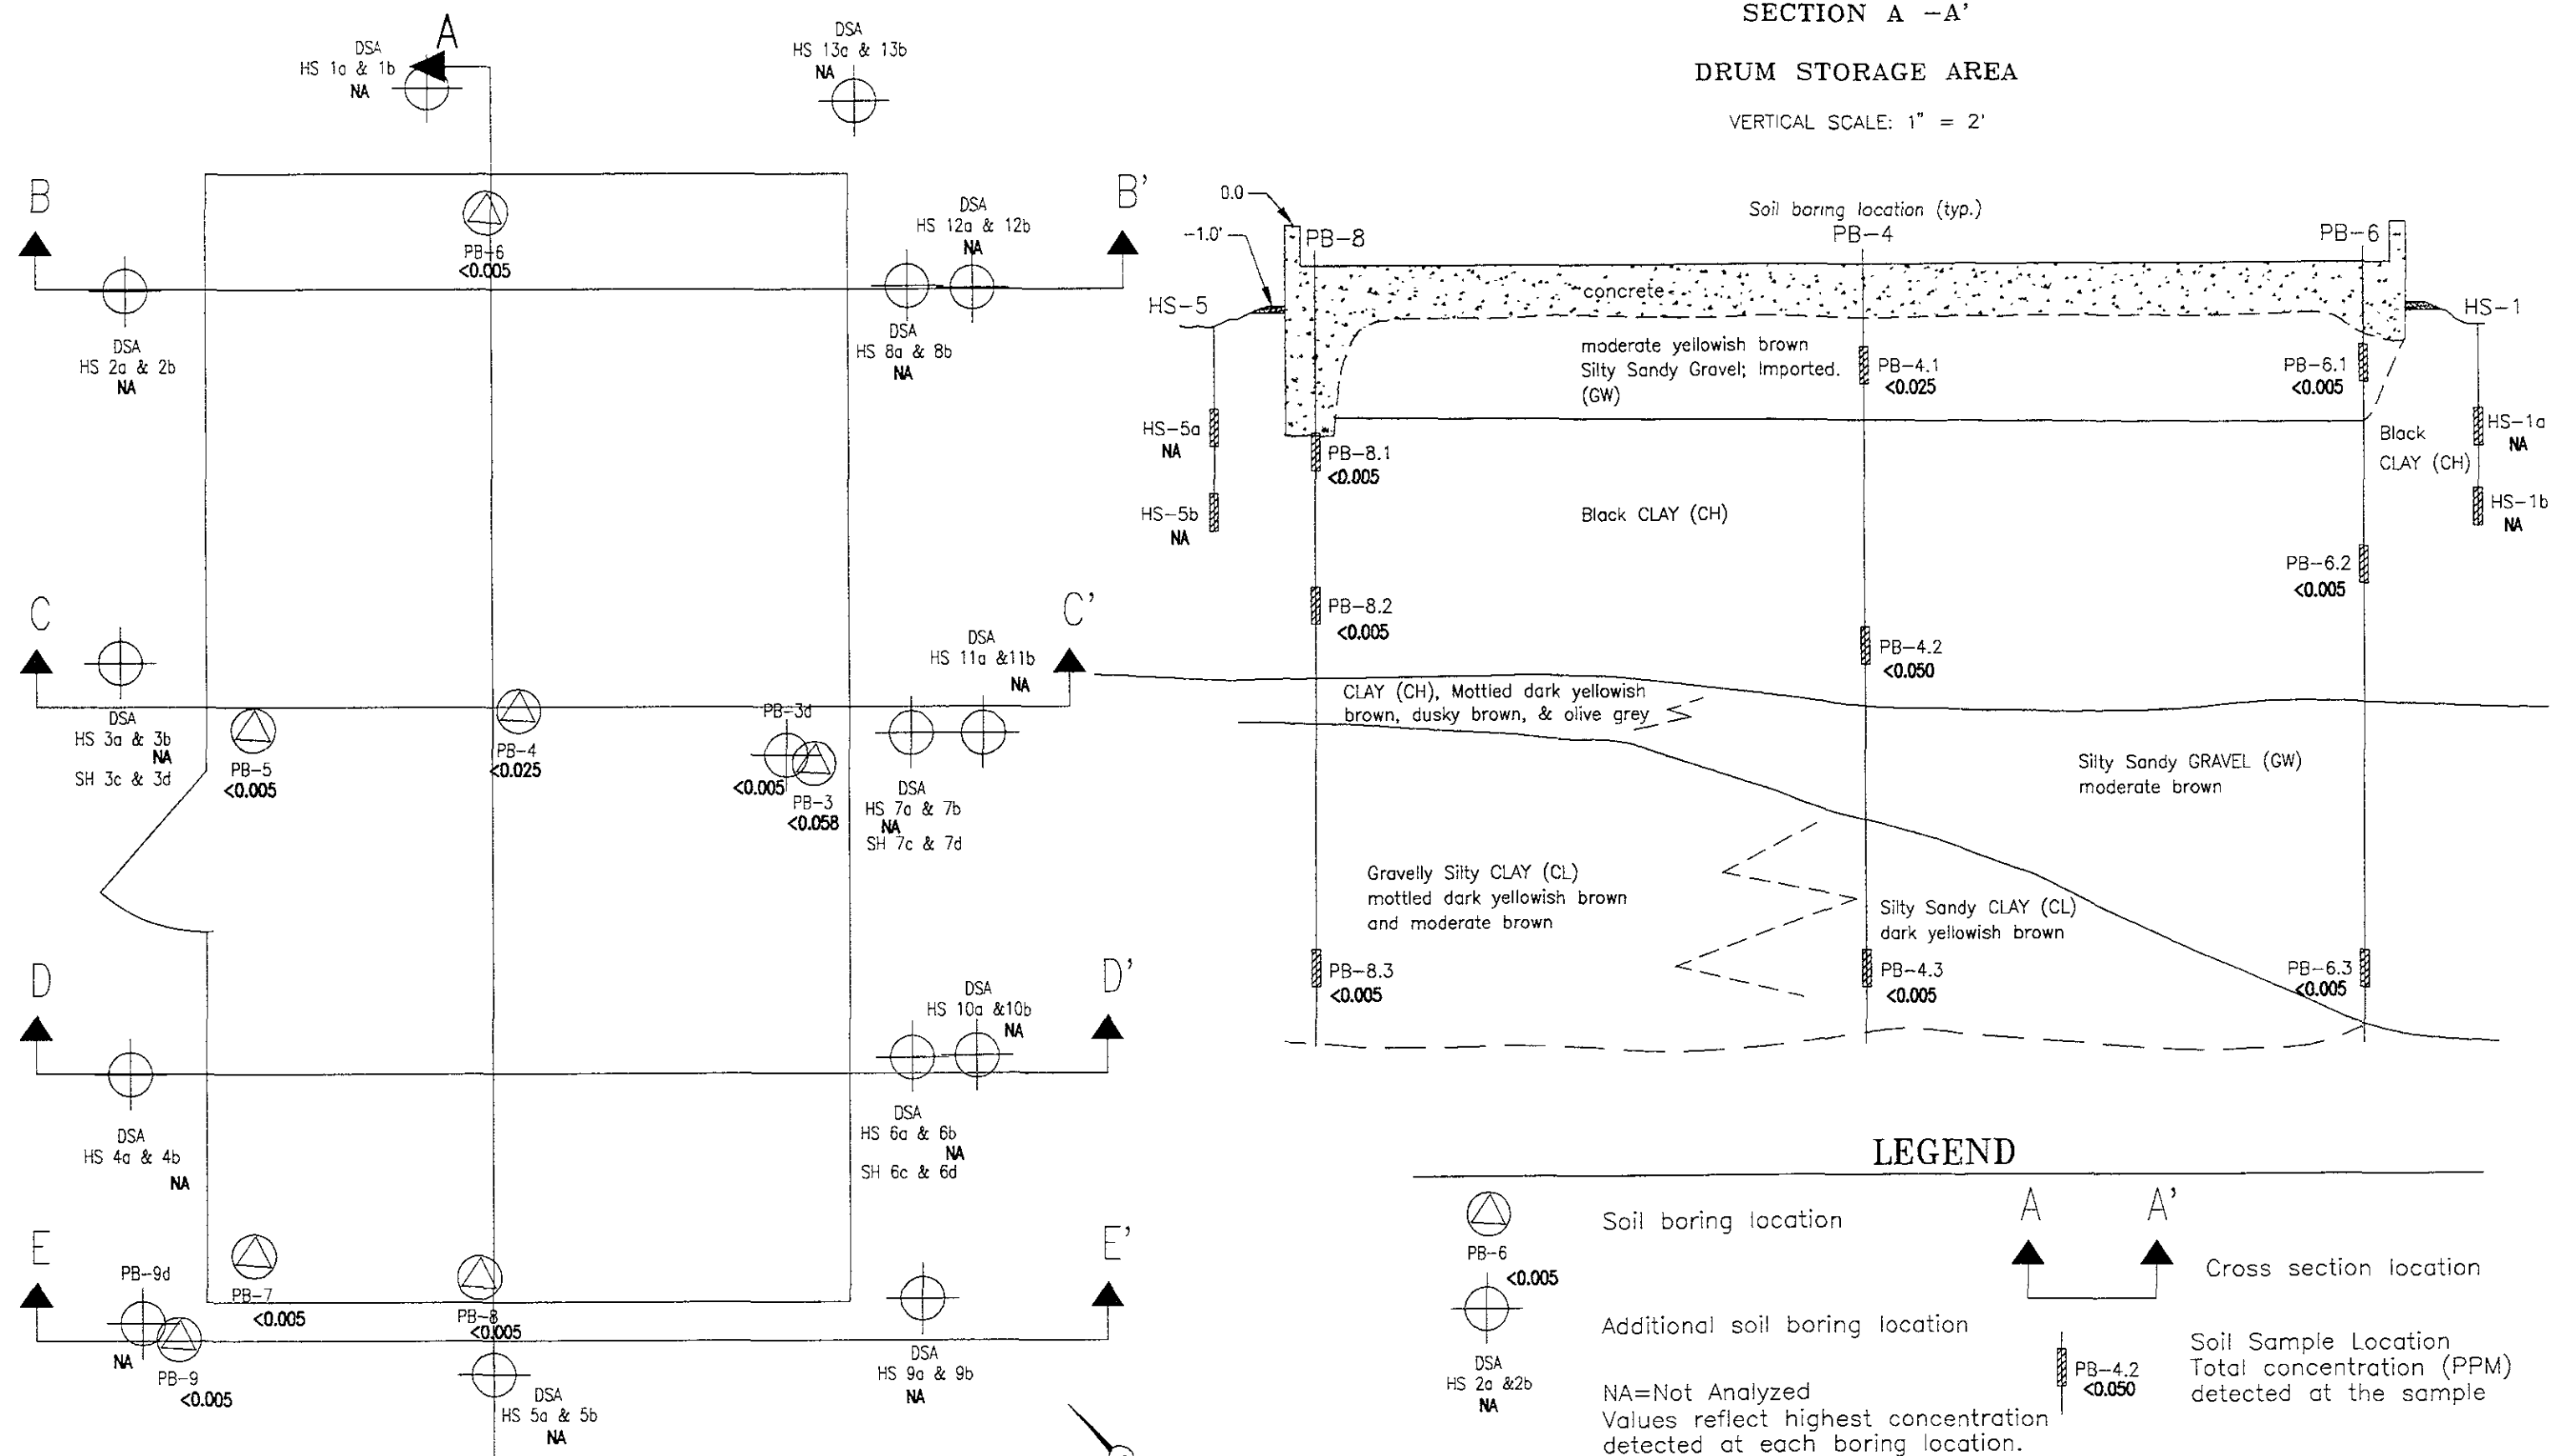 A
DSA
HS 1a & 1b
NA
DSA
HS 13a & 13b
NA
B
B'
PB-6
<0.005
DSA
HS 12a & 12b
NA
DSA
HS 2a & 2b
NA
DSA
HS 8a & 8b
NA
C
C'
DSA
HS 11a &11b
NA
DSA
HS 3a & 3b
NA
SH 3c & 3d
PB-5
<0.005
PB-4
<0.025
PB-3d
<0.005
PB-3
<0.058
DSA
HS 7a & 7b
NA
SH 7c & 7d
D
D'
DSA
HS 10a &10b
NA
DSA
HS 4a & 4b
NA
DSA
HS 6a & 6b
NA
SH 6c & 6d
E
E'
PB-9d
NA
PB-9
<0.005
PB-7
<0.005
PB-8
<0.005
DSA
HS 5a & 5b
NA
DSA
HS 9a & 9b
NA
SECTION A -A'
DRUM STORAGE AREA
VERTICAL SCALE: 1" = 2'
0.0
-1.0'
Soil boring location (typ.)
PB-8
PB-4
PB-6
HS-5
HS-1
concrete
moderate yellowish brown
Silty Sandy Gravel; Imported.
(GW)
PB-4.1
<0.025
PB-6.1
<0.005
HS-5a
NA
PB-8.1
<0.005
Black
CLAY (CH)
HS-1a
NA
HS-5b
NA
Black CLAY (CH)
HS-1b
NA
PB-6.2
<0.005
PB-8.2
<0.005
PB-4.2
<0.050
CLAY (CH), Mottled dark yellowish
brown, dusky brown, & olive grey
Silty Sandy GRAVEL (GW)
moderate brown
Gravelly Silty CLAY (CL)
mottled dark yellowish brown
and moderate brown
Silty Sandy CLAY (CL)
dark yellowish brown
PB-8.3
<0.005
PB-4.3
<0.005
PB-6.3
<0.005
LEGEND
PB-6
<0.005
Soil boring location
A
A'
Cross section location
DSA
HS 2a &2b
NA
Additional soil boring location
PB-4.2
<0.050
Soil Sample Location
Total concentration (PPM)
detected at the sample
NA=Not Analyzed
Values reflect highest concentration
detected at each boring location.